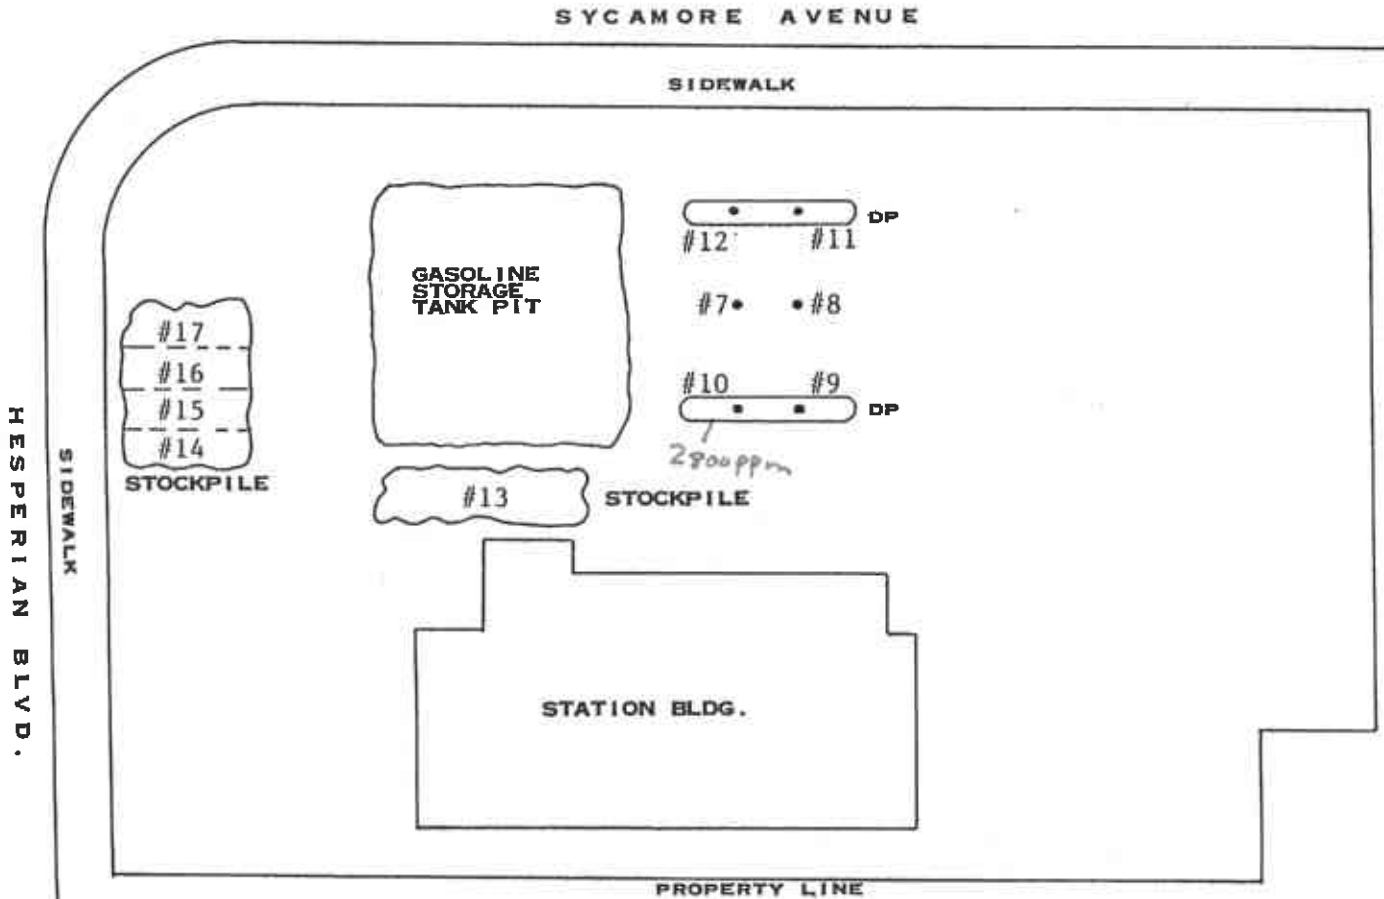 SYCAMORE AVENUE
SIDEWALK
DP
#12
#11
GASOLINE
STORAGE
TANK PIT
#7
#8
#17
#16
#15
#14
STOCKPILE
#10
#9
DP
2800ppm
#13
STOCKPILE
HESPERIAN BLVD.
SIDEWALK
STATION BLDG.
PROPERTY LINE